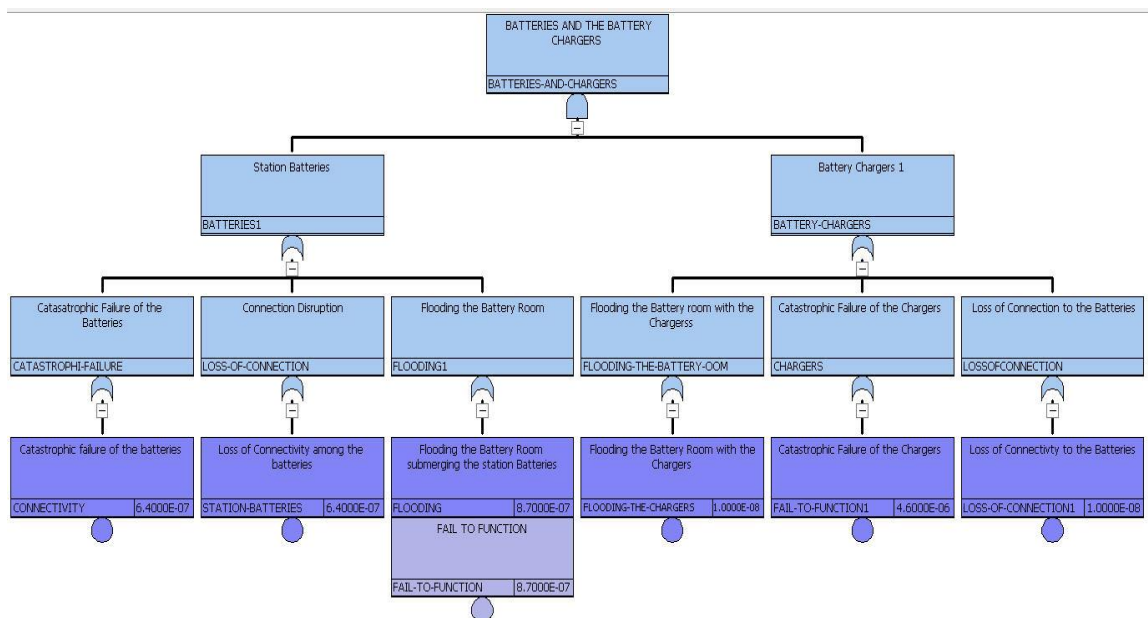 BATTERIES AND THE BATTERY
CHARGERS
BATTERIES-AND-CHARGERS
Station Batteries
BATTERIES1
Battery Chargers 1
BATTERY-CHARGERS
Catasatrophic Failure of the
Batteries
CATASTROPHI-FAILURE
Connection Disruption
LOSS-OF-CONNECTION
Flooding the Battery Room
FLOODING1
Flooding the Battery room with the
Chargerss
FLOODING-THE-BATTERY-OOM
Catastrophic Failure of the Chargers
CHARGERS
Loss of Connection to the Batteries
LOSSOFCONNECTION
Catastrophic failure of the batteries
CONNECTIVITY 6.4000E-07
Loss of Connectivity among the
batteries
STATION-BATTERIES 6.4000E-07
Flooding the Battery Room
submerging the station Batteries
FLOODING 8.7000E-07
Flooding the Battery Room with the
Chargers
FLOODING-THE-CHARGERS 1.0000E-08
Catastrophic Failure of the Chargers
FAIL-TO-FUNCTION1 4.6000E-06
Loss of Connectivty to the Batteries
LOSS-OF-CONNECTION1 1.0000E-08
FAIL TO FUNCTION
FAIL-TO-FUNCTION 8.7000E-07